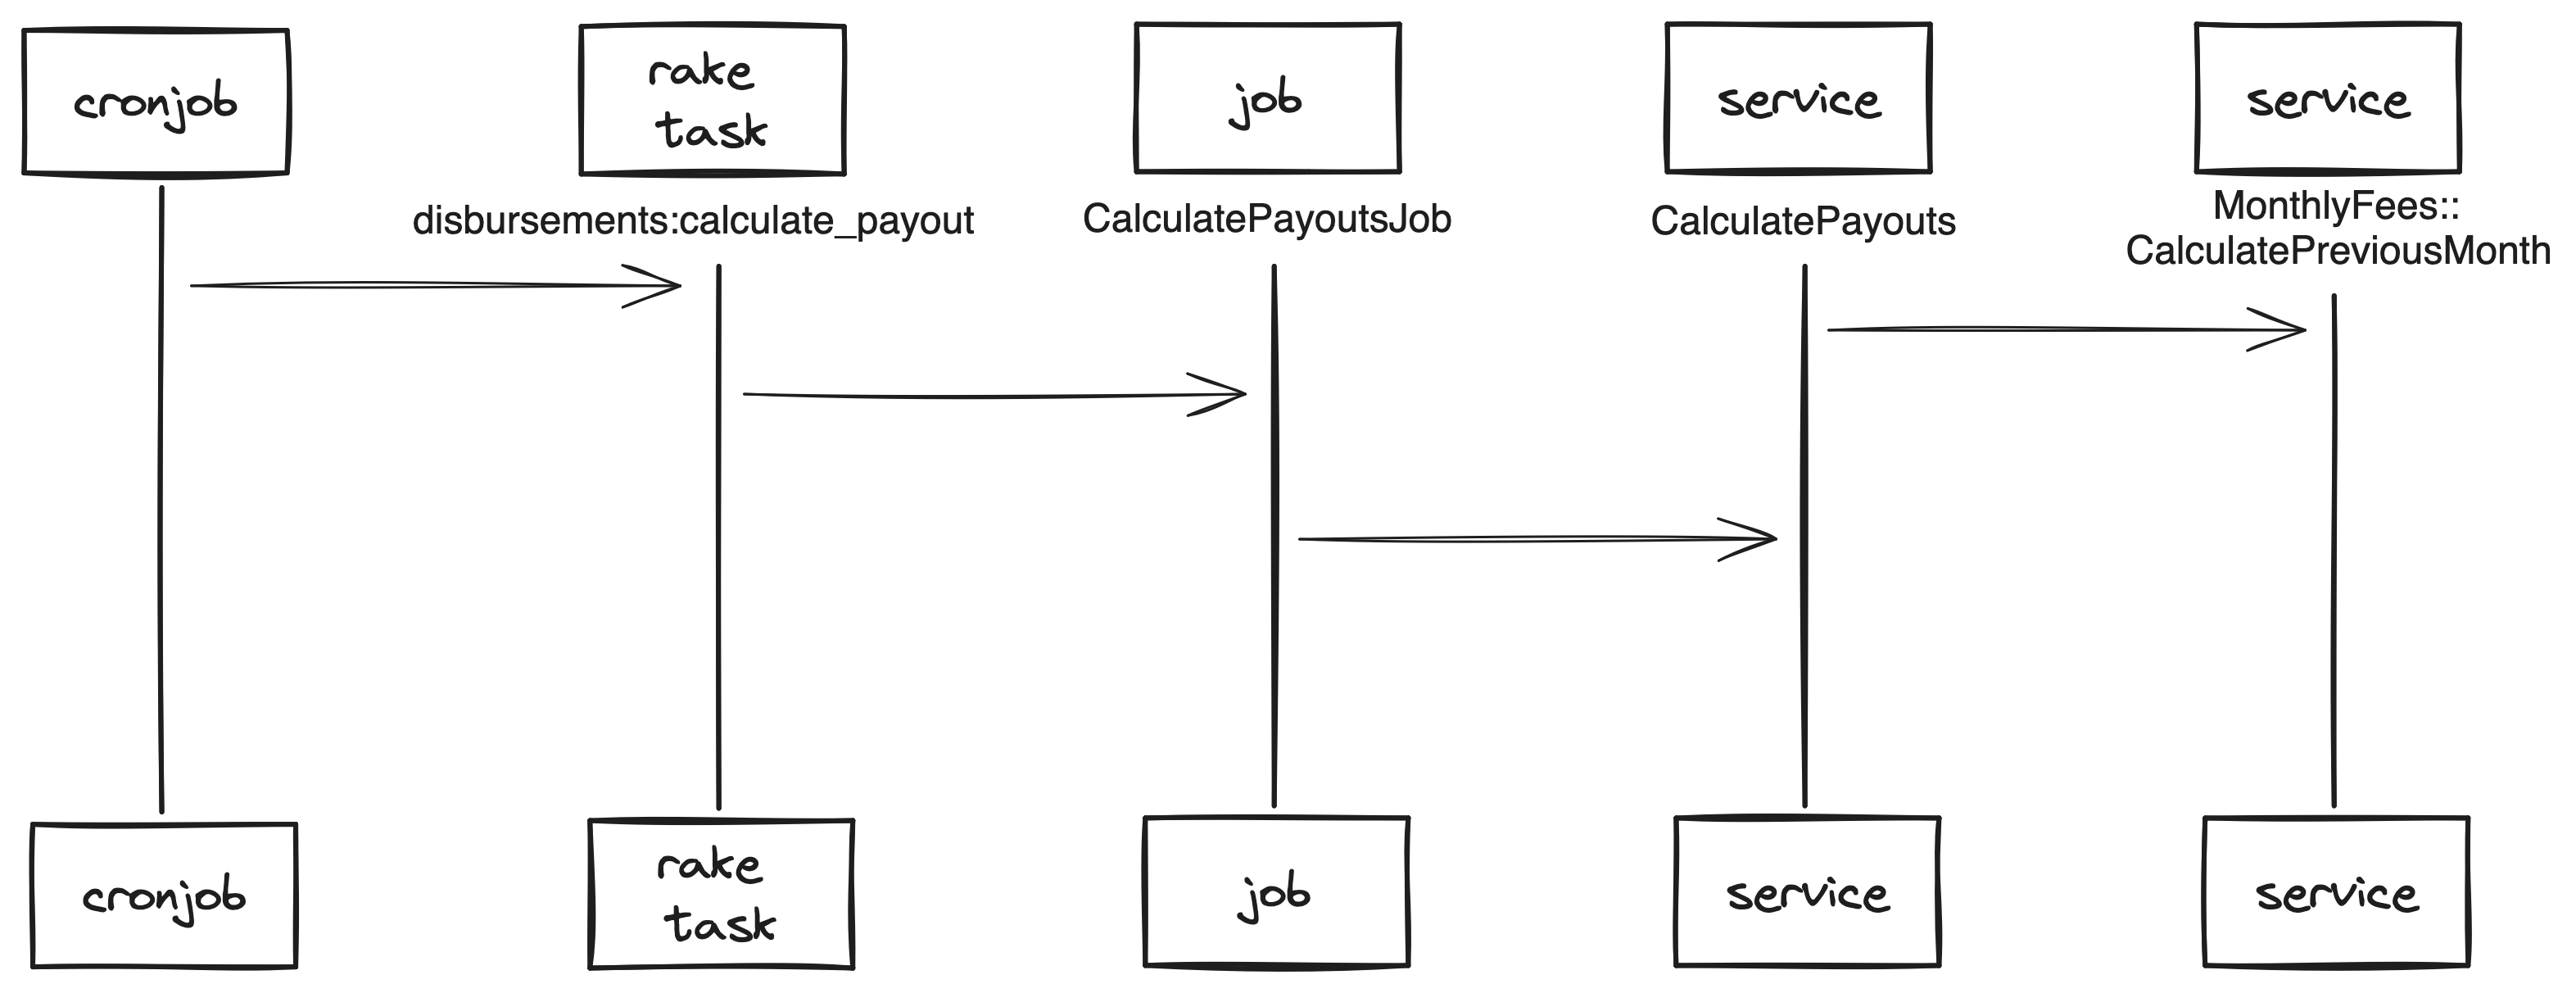 cronjob
rake
task
job
service
service
disbursements:calculate_payout
CalculatePayoutsJob
CalculatePayouts
MonthlyFees::
CalculatePreviousMonth
cronjob
rake
task
job
service
service